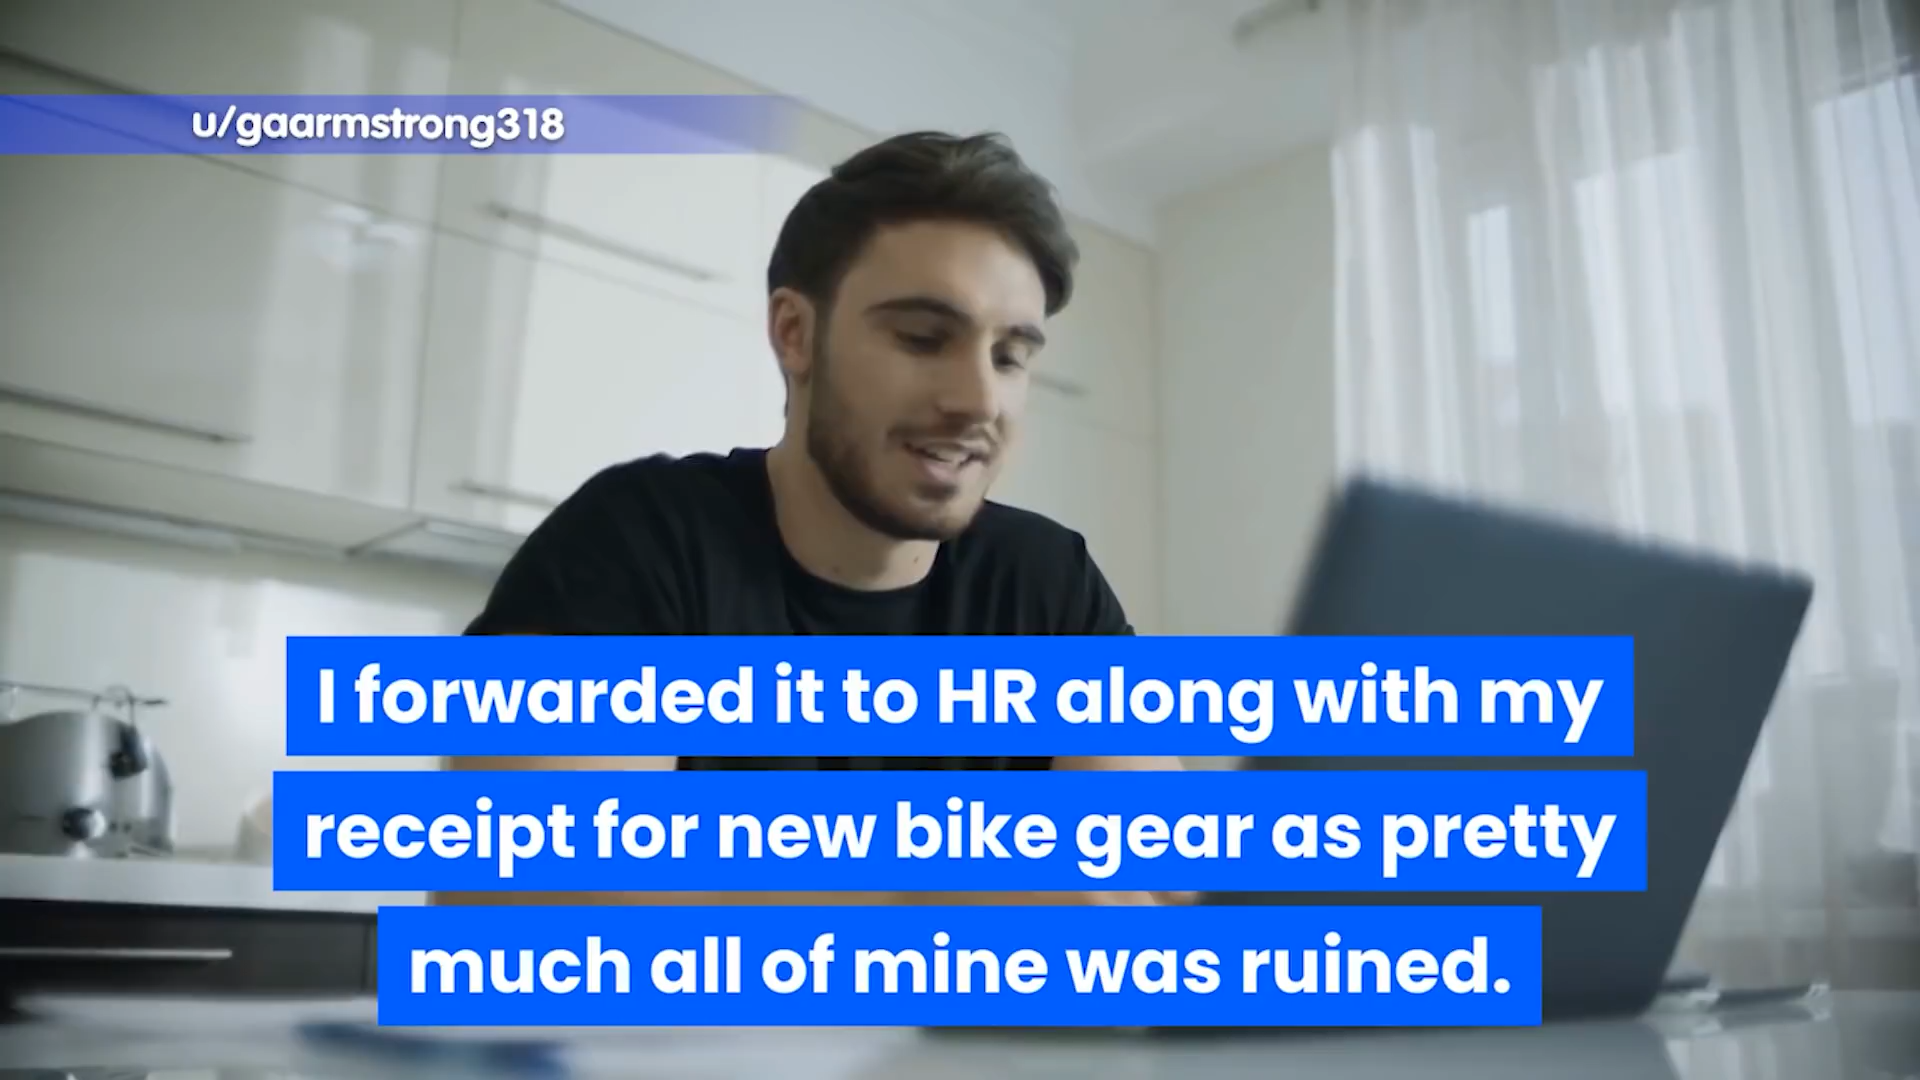 u/gaarmstrong318
I forwarded it to HR along with my
receipt for new bike gear as pretty
much all of mine was ruined.